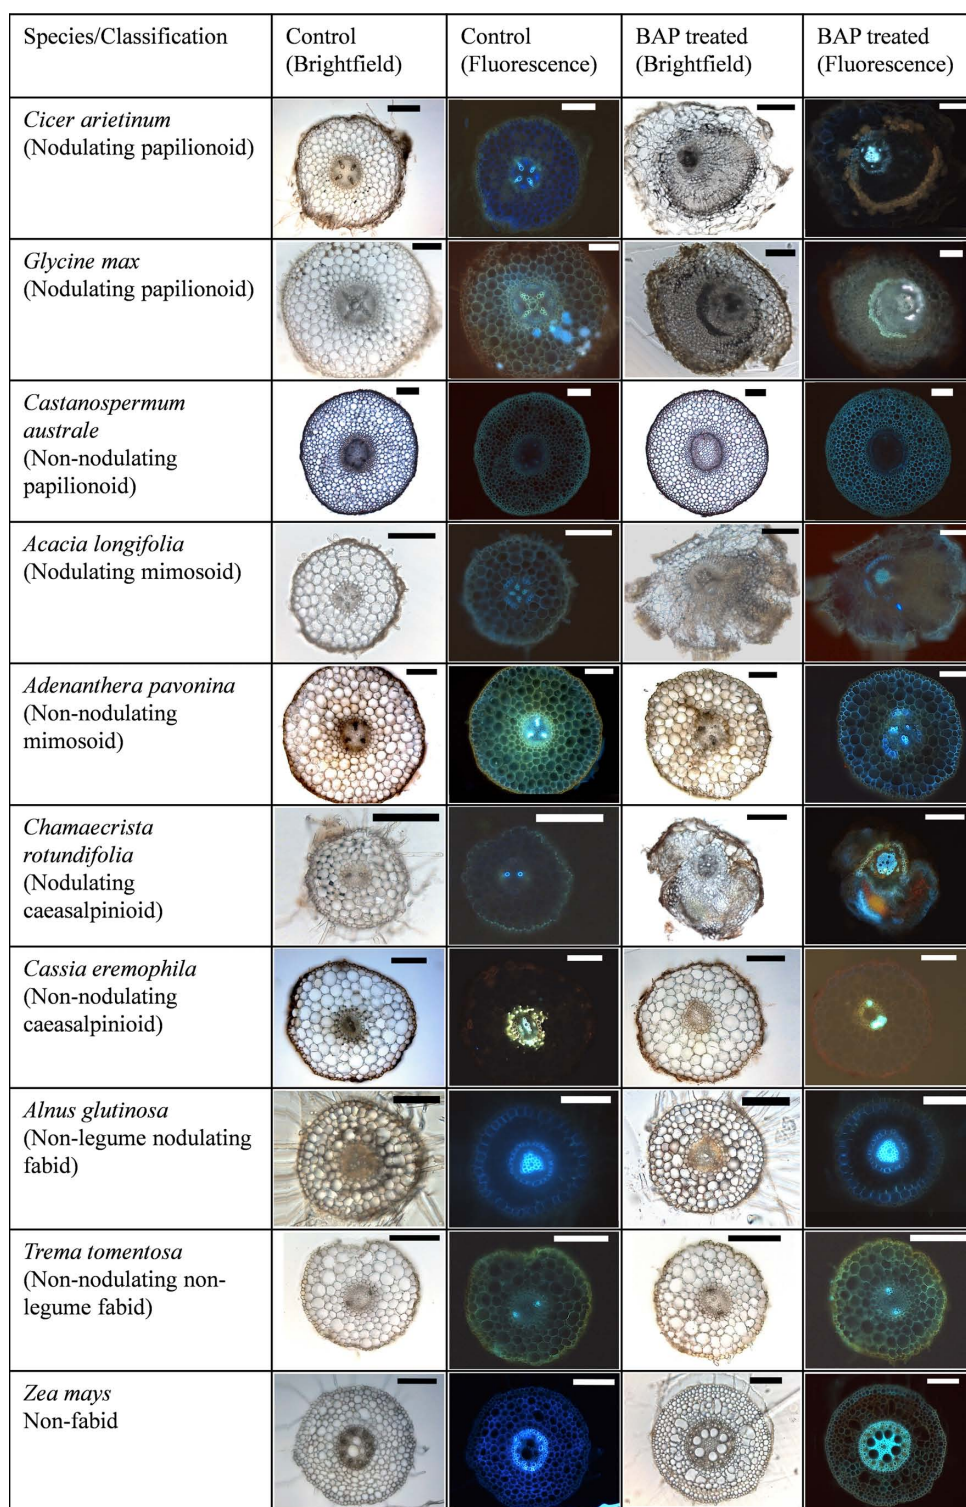 Species/Classification
Control
(Brightfield)
Control
(Fluorescence)
BAP treated
(Brightfield)
BAP treated
(Fluorescence)
Cicer arietinum
(Nodulating papilionoid)
Glycine max
(Nodulating papilionoid)
Castanospermum
australe
(Non-nodulating
papilionoid)
Acacia longifolia
(Nodulating mimosoid)
Adenanthera pavonina
(Non-nodulating
mimosoid)
Chamaecrista
rotundifolia
(Nodulating
caeasalpinioid)
Cassia eremophila
(Non-nodulating
caeasalpinioid)
Alnus glutinosa
(Non-legume nodulating
fabid)
Trema tomentosa
(Non-nodulating non-
legume fabid)
Zea mays
Non-fabid